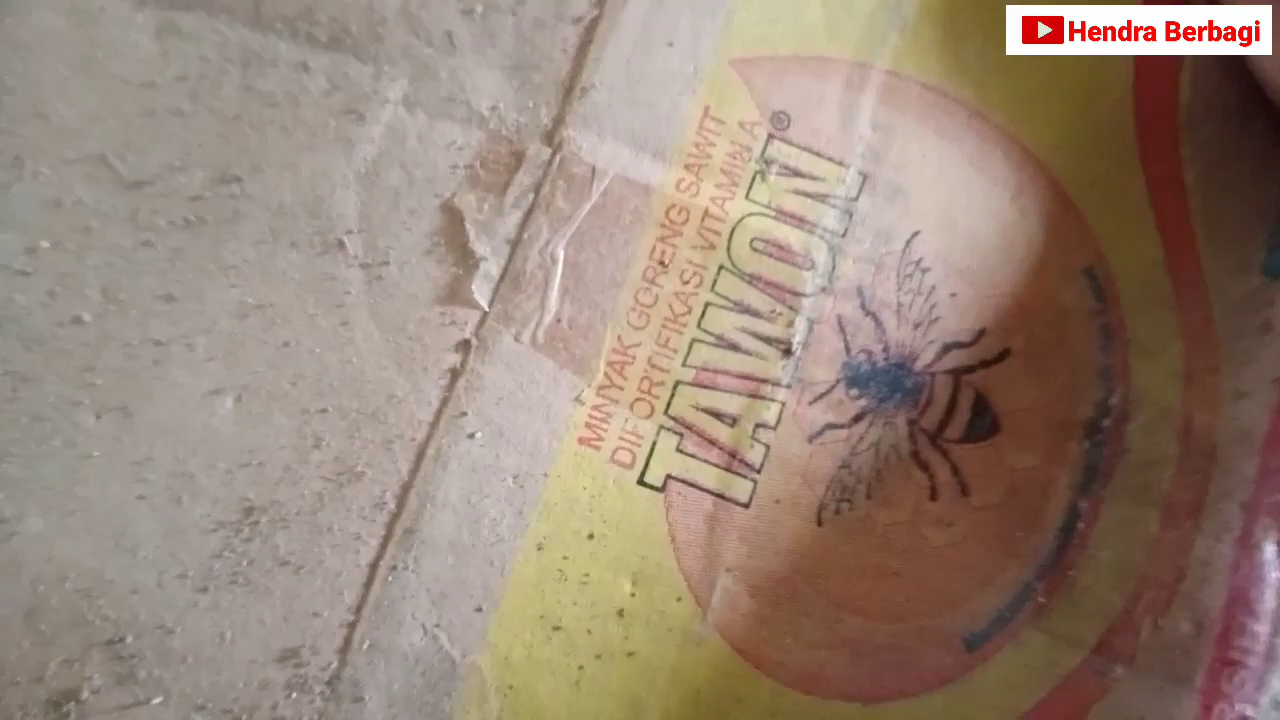 Hendra Berbagi
MINYAK GORENG SAWIT
DIFORTIFIKASI VITAMIN A
TAWON®